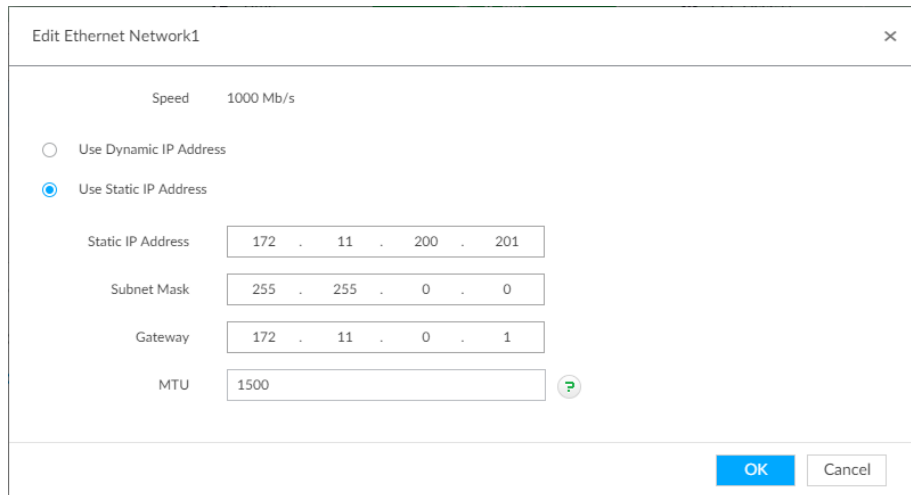 Edit Ethernet Network1 ×
Speed 1000 Mb/s
Use Dynamic IP Address
Use Static IP Address
Static IP Address 172 . 11 . 200 . 201
Subnet Mask 255 . 255 . 0 . 0
Gateway 172 . 11 . 0 . 1
MTU 1500 ?
OK Cancel